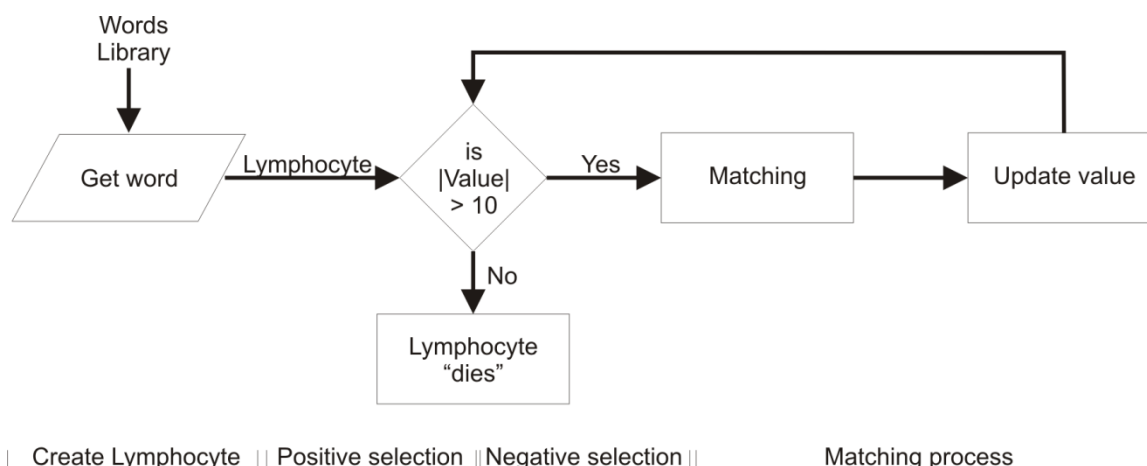 Words
Library
Get word
Lymphocyte
is
|Value|
> 10
Yes
Matching
Update value
No
Lymphocyte
“dies”
Create Lymphocyte
Positive selection
Negative selection
Matching process